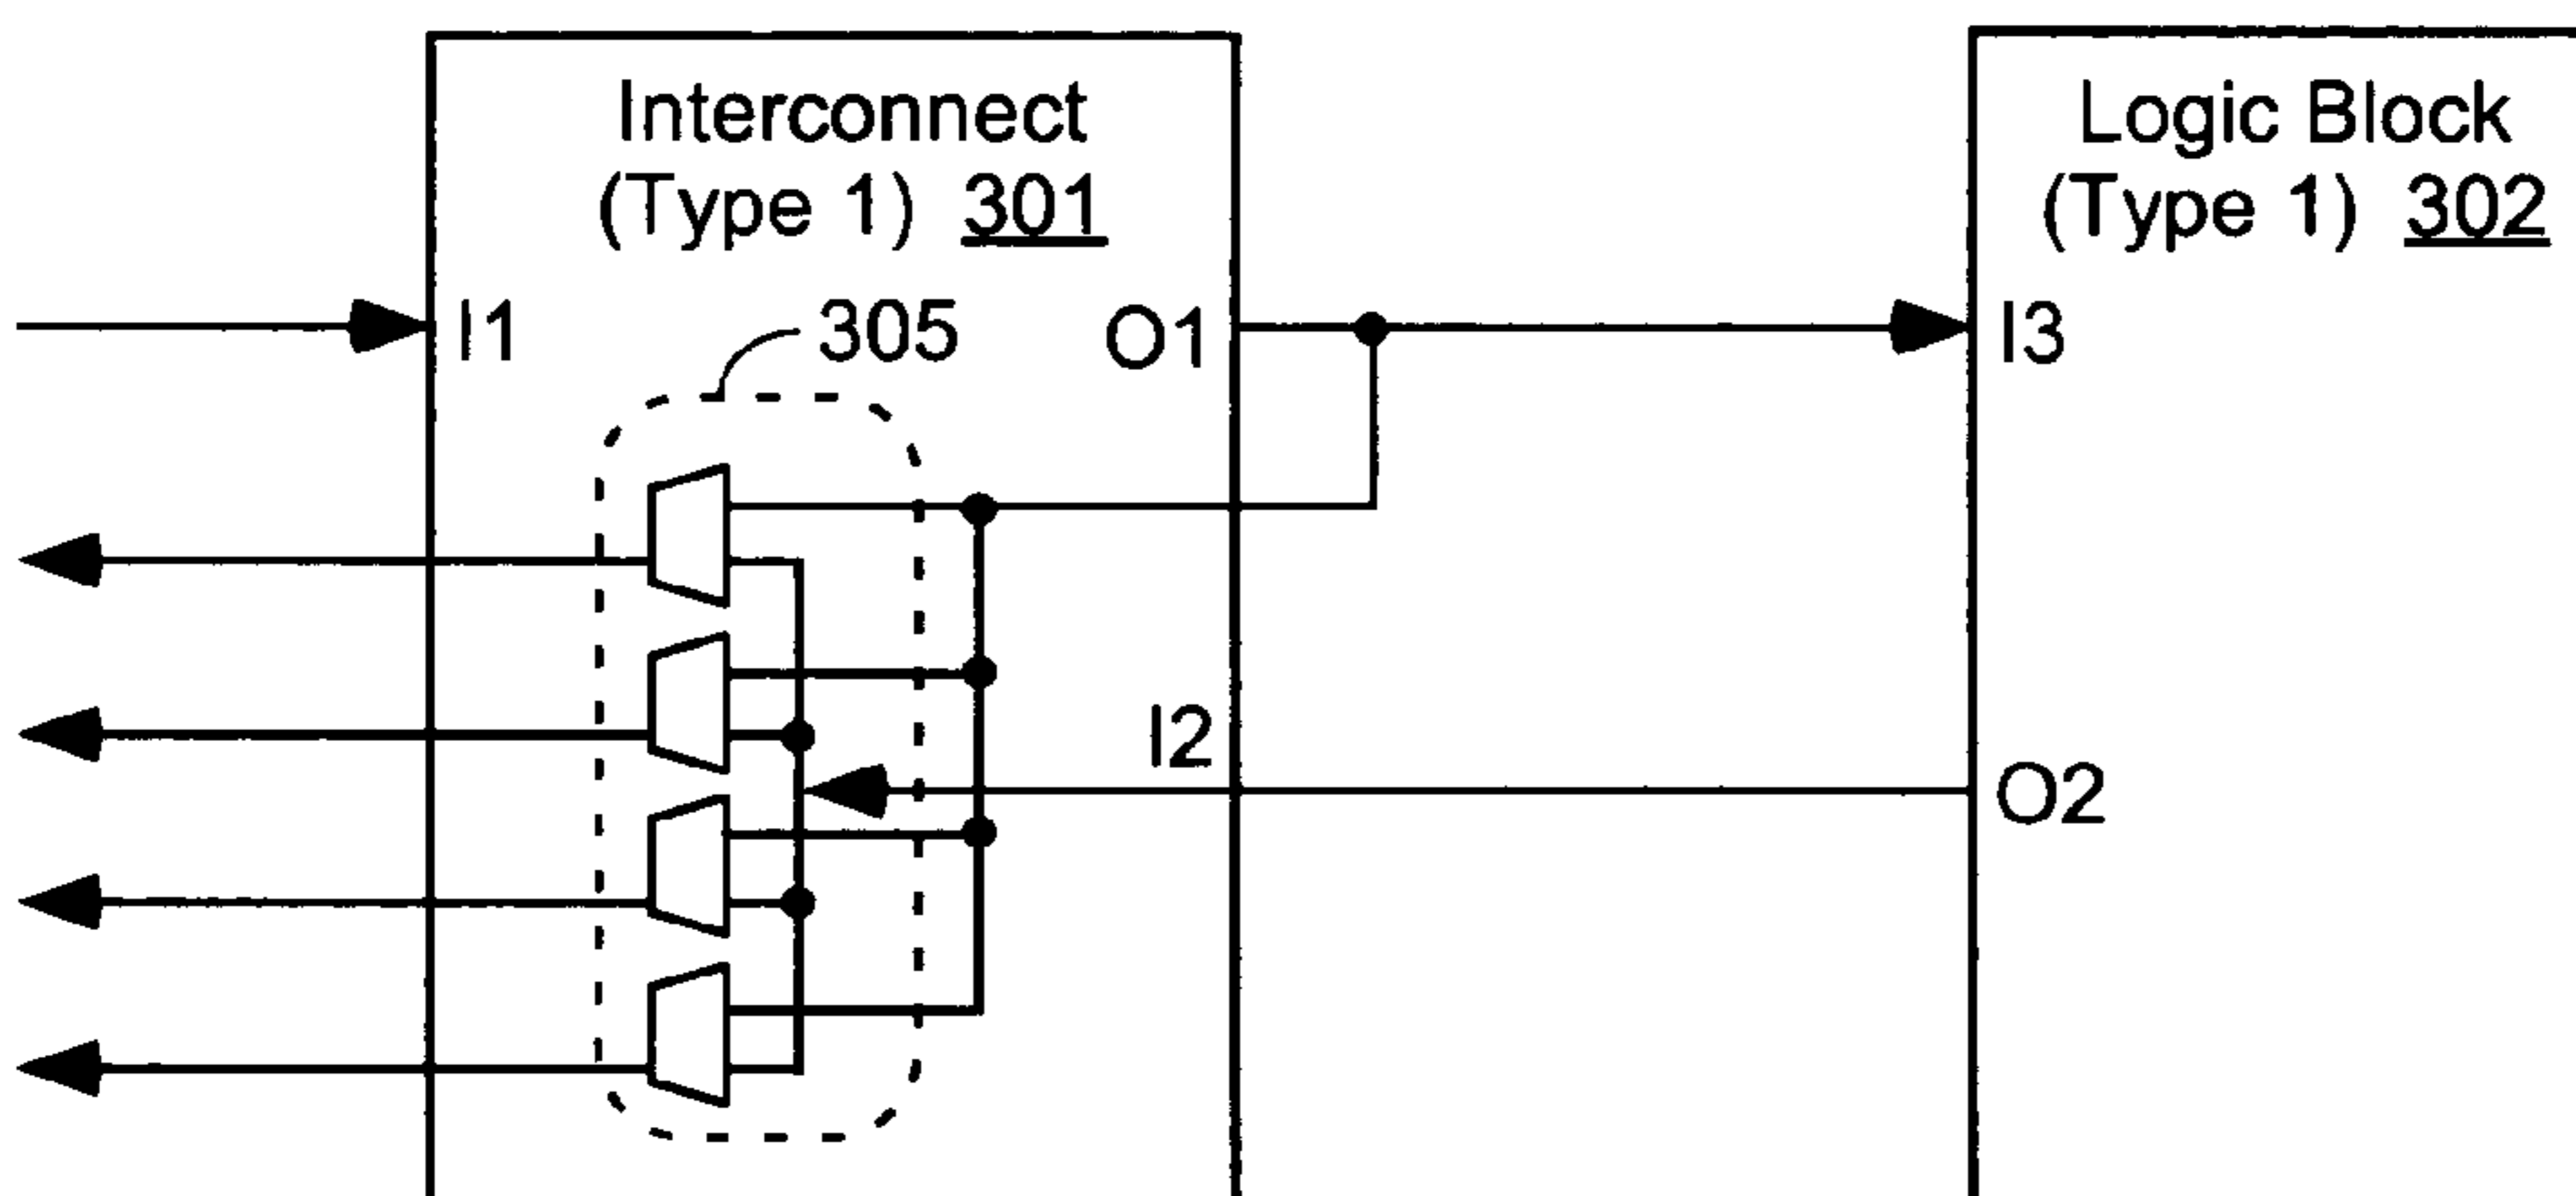 Interconnect
(Type 1) 301
Logic Block
(Type 1) 302
I1
305
O1
I3
I2
O2